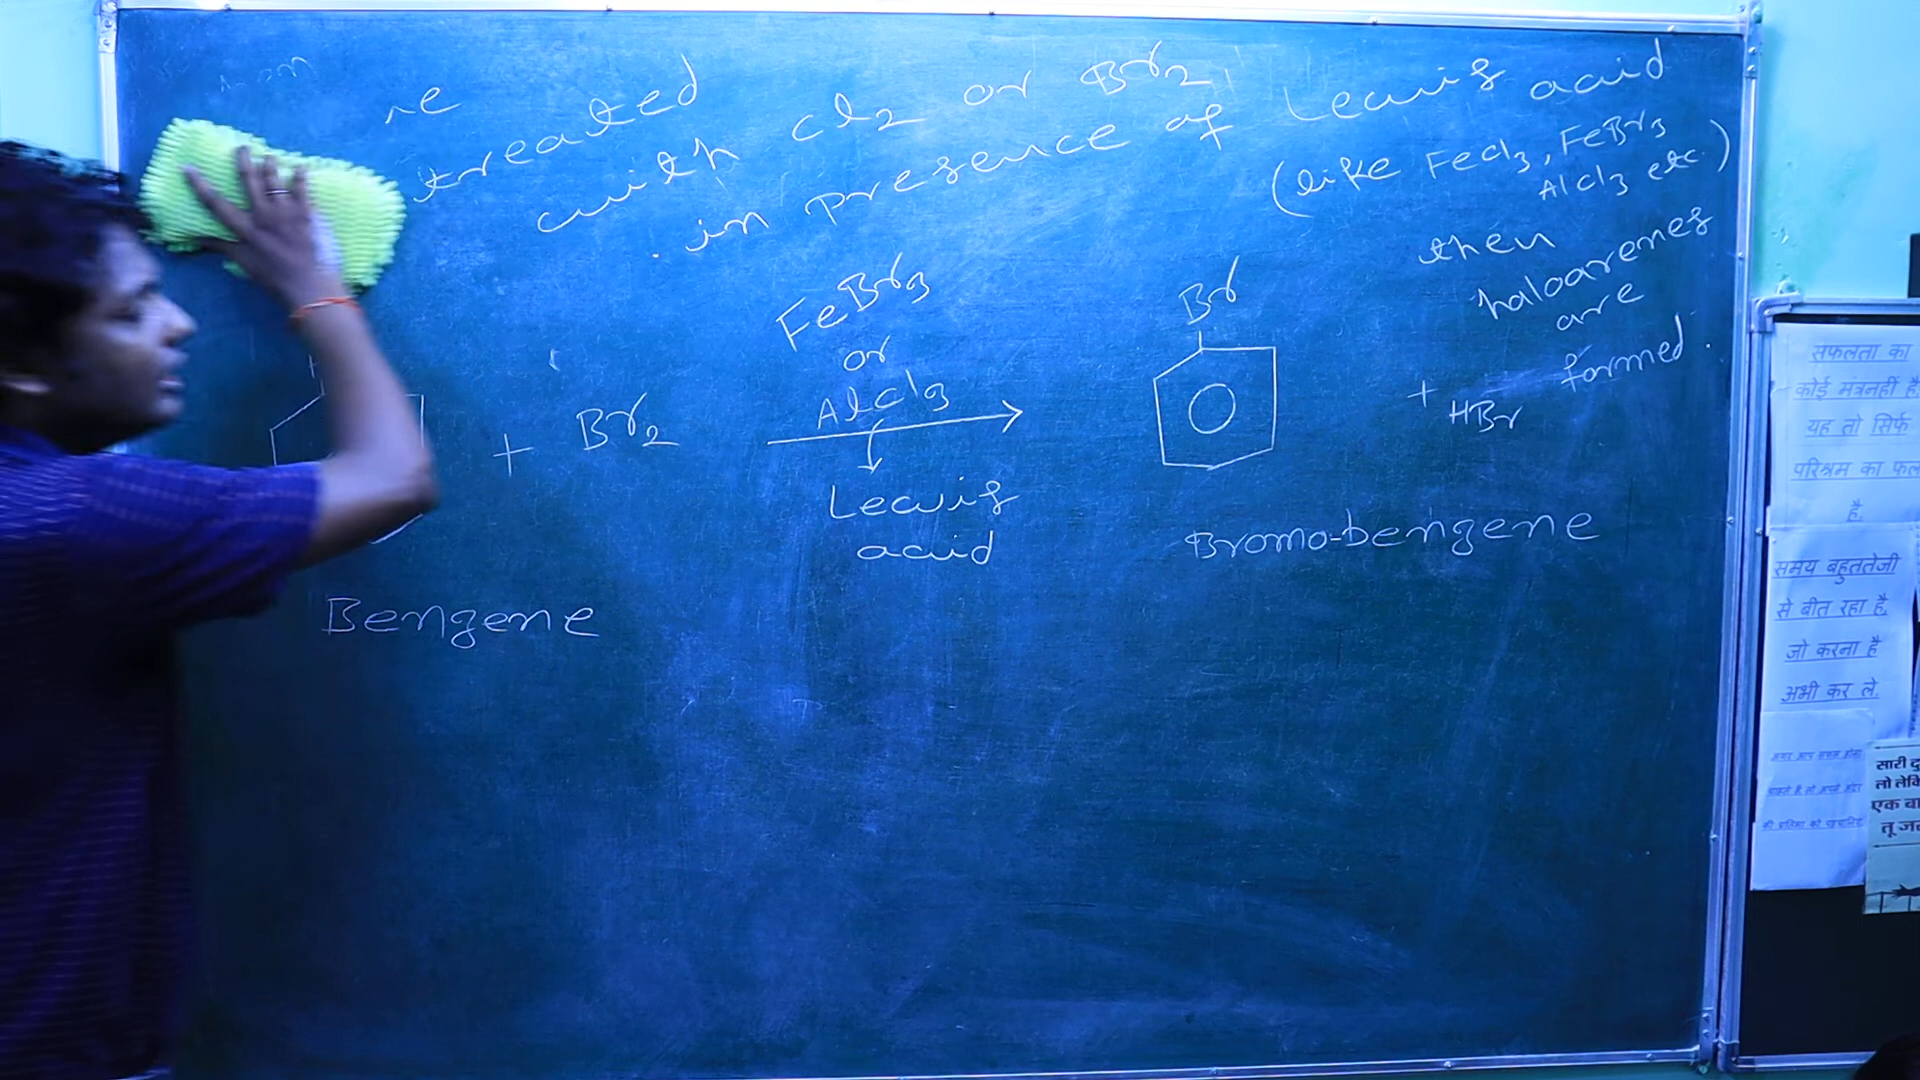 re
treated
with Cl2 or Br2,
in presence of Lewis acid
(like FeCl3, FeBr3
AlCl3 etc.)
then
haloarenes
are
formed.
+ Br2
FeBr3
or
AlCl3
Lewis
acid
Br
+ HBr
Benzene
Bromo-benzene
सफलता का
कोई मंत्र नहीं है
यह तो सिर्फ
परिश्रम का फल
है.
समय बहुत तेजी
से बीत रहा है,
जो करना है
अभी कर ले.
सारी दु
लो लेकि
एक बा
तू